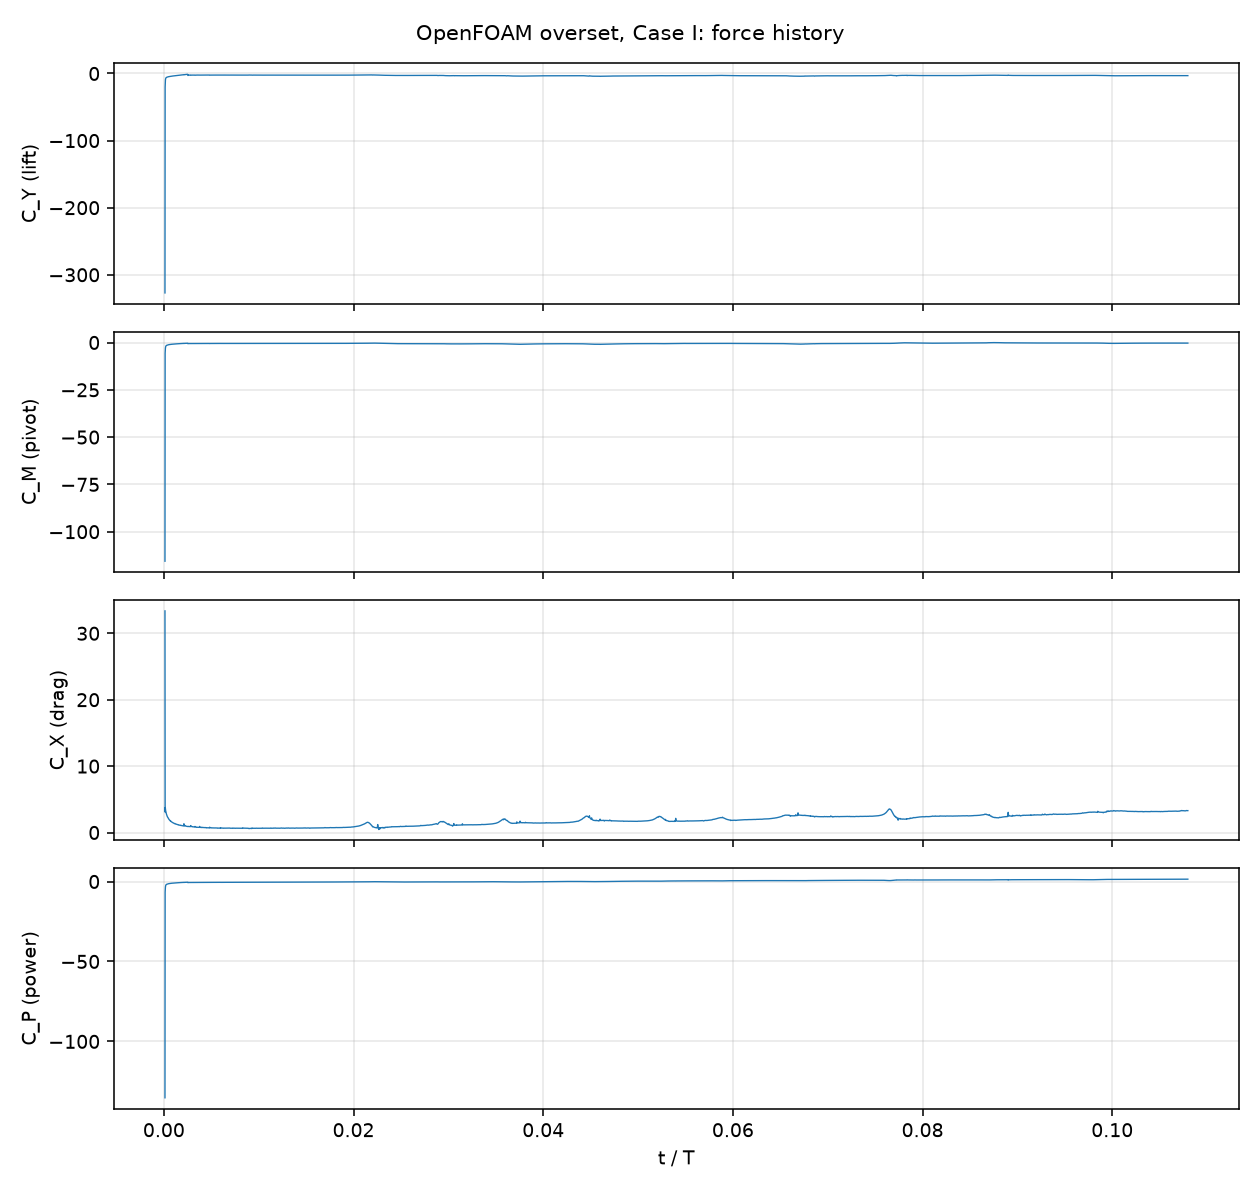 OpenFOAM overset, Case I: force history
C_Y (lift)
0
−100
−200
−300
C_M (pivot)
0
−25
−50
−75
−100
C_X (drag)
30
20
10
0
C_P (power)
0
−50
−100
0.00 0.02 0.04 0.06 0.08 0.10
t / T